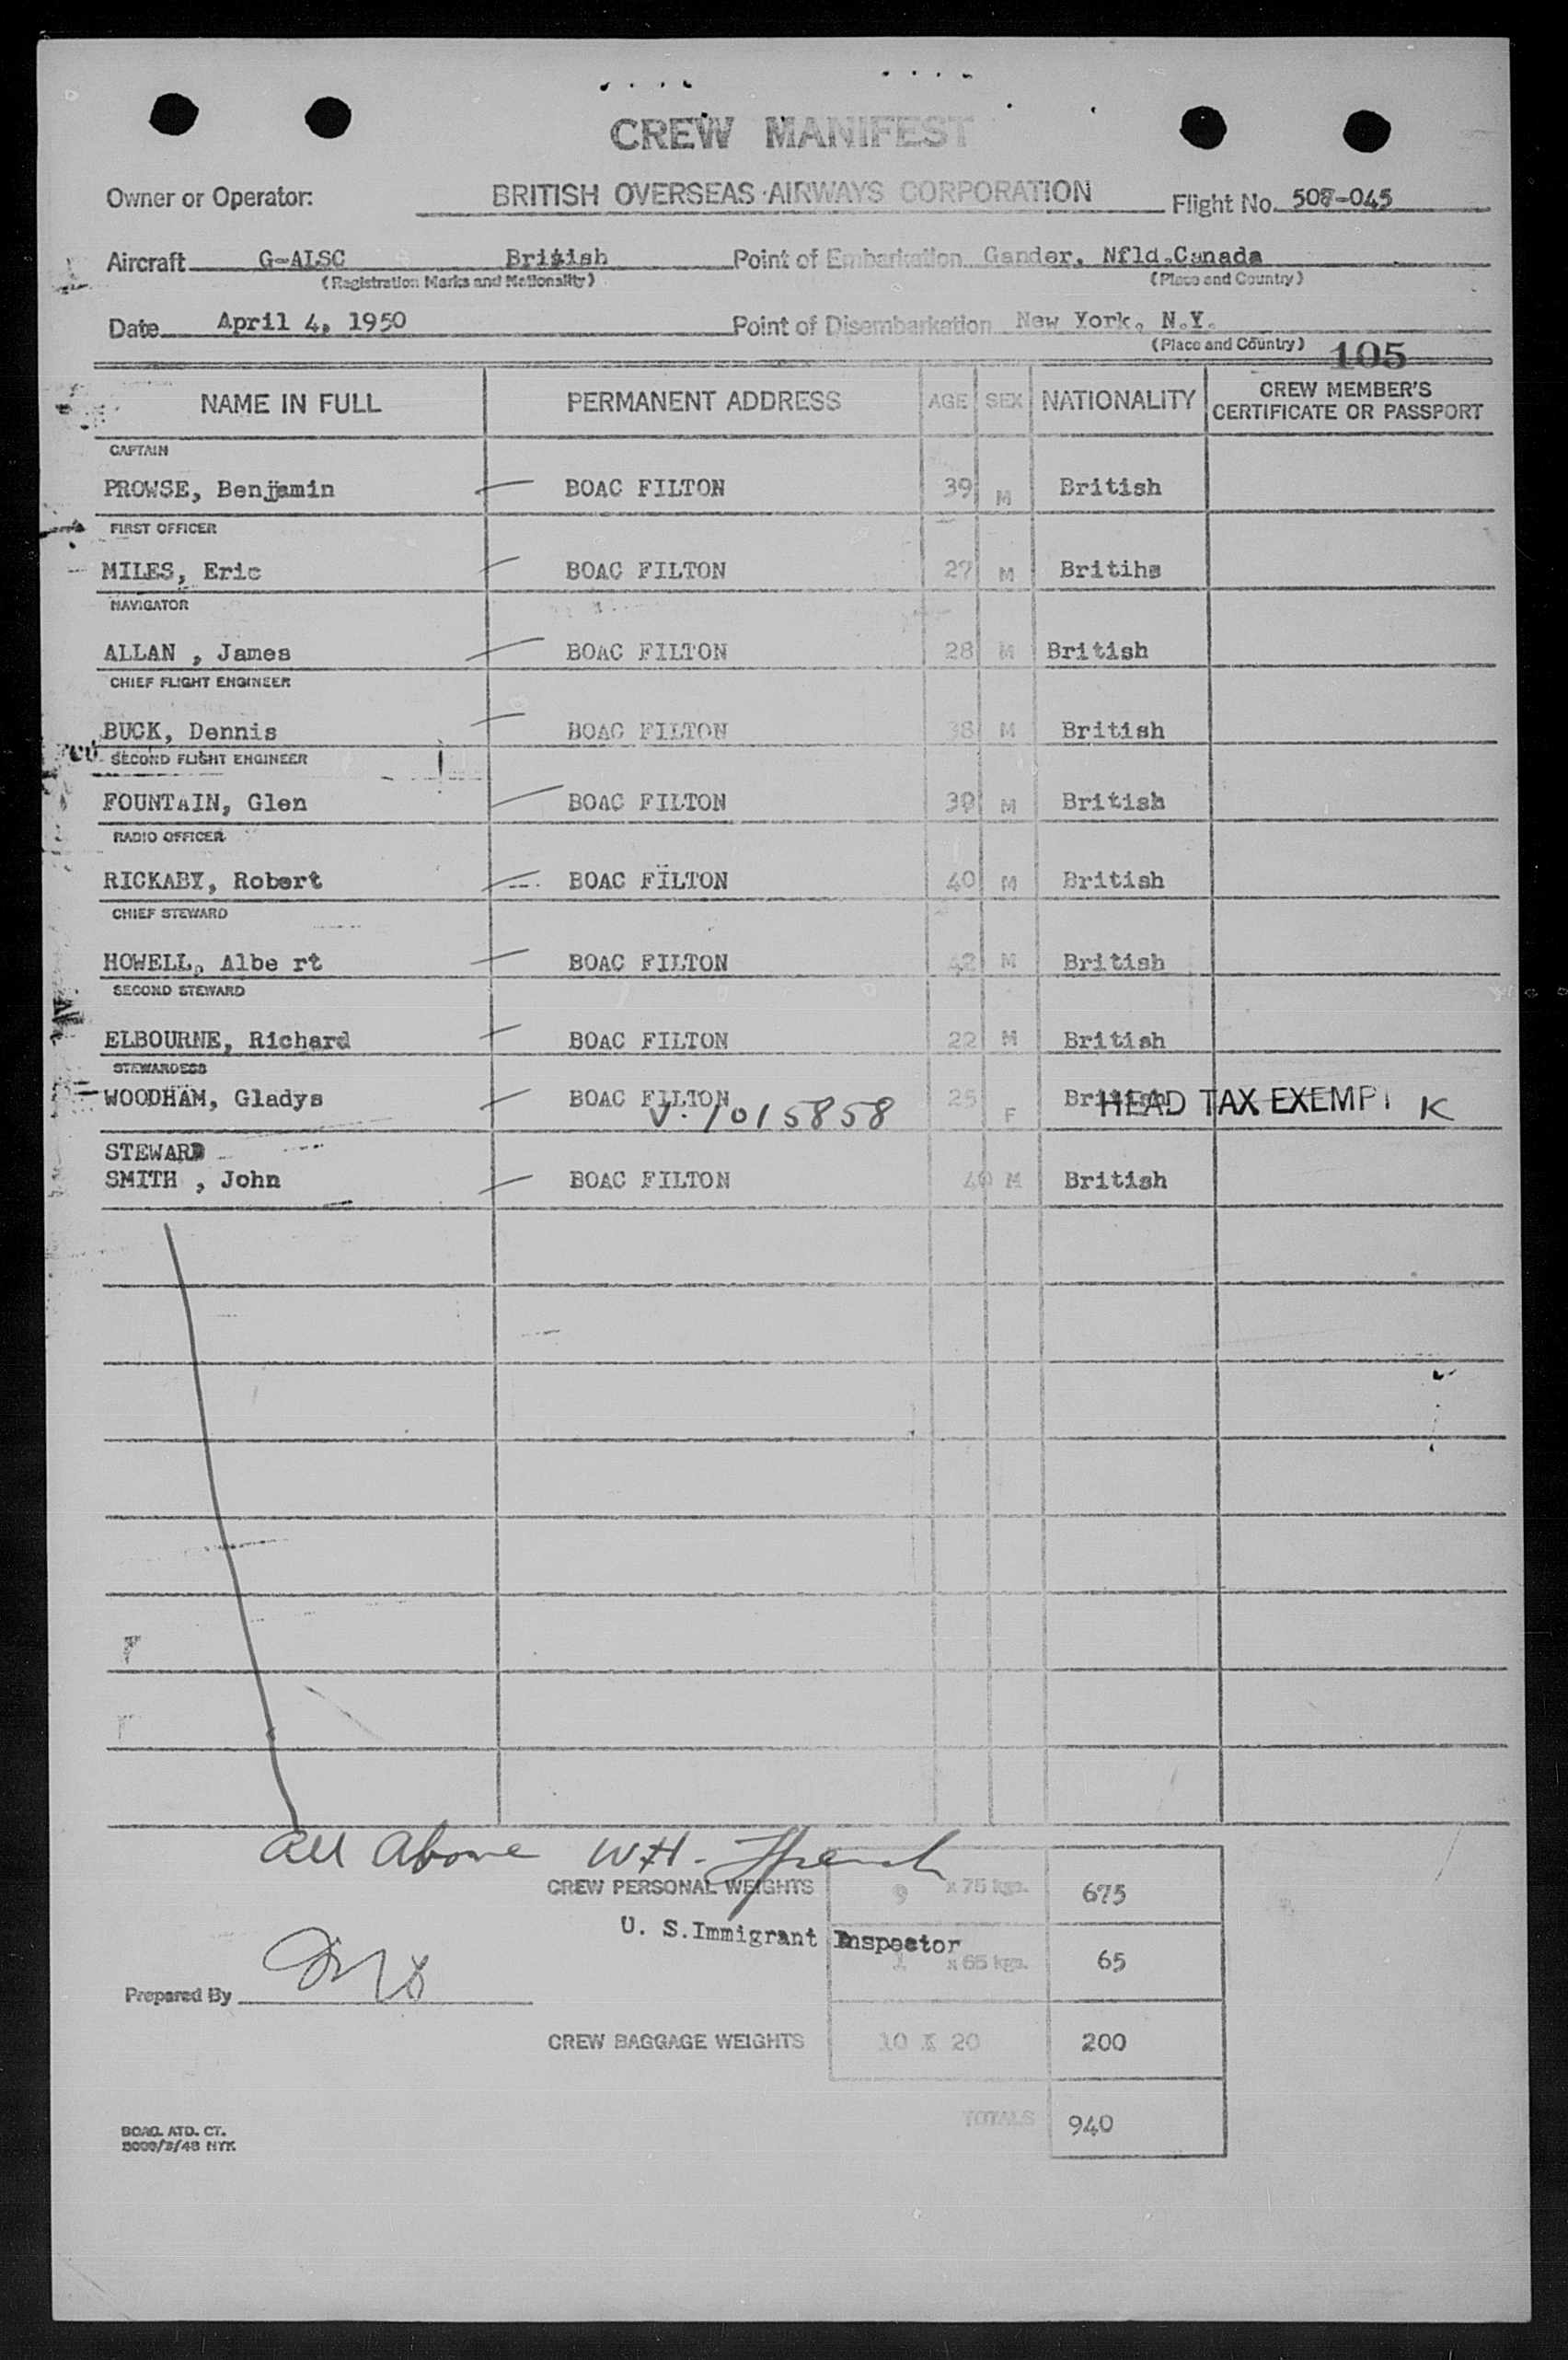 CREW MANIFEST
Owner or Operator: BRITISH OVERSEAS AIRWAYS CORPORATION Flight No. 508-045
Aircraft G-ALSC British Point of Embarkation Gander, Nfld.Canada
(Registration Marks and Nationality) (Place and Country)
Date April 4, 1950 Point of Disembarkation New York, N.Y.
(Place and Country) 105
NAME IN FULL PERMANENT ADDRESS AGE SEX NATIONALITY CREW MEMBER'S CERTIFICATE OR PASSPORT
CAPTAIN
PROWSE, Benjamin BOAC FILTON 39 M British
FIRST OFFICER
MILES, Eric BOAC FILTON 27 M Britihs
NAVIGATOR
ALLAN , James BOAC FILTON 28 M British
CHIEF FLIGHT ENGINEER
BUCK, Dennis BOAC FILTON 38 M British
SECOND FLIGHT ENGINEER
FOUNTAIN, Glen BOAC FILTON 39 M British
RADIO OFFICER
RICKABY, Robert BOAC FILTON 40 M British
CHIEF STEWARD
HOWELL, Albe rt BOAC FILTON 42 M British
SECOND STEWARD
ELBOURNE, Richard BOAC FILTON 22 M British
STEWARDESS
WOODHAM, Gladys BOAC FILTON 25 F British HEAD TAX EXEMPT K
V. 1015858
STEWARD
SMITH , John BOAC FILTON 40 M British
All Above W.H. French
CREW PERSONAL WEIGHTS 9 x 75 kgs. 675
U. S.Immigrant Inspector
1 x 65 kgs. 65
Prepared By
CREW BAGGAGE WEIGHTS 10 X 20 200
TOTALS 940
BOAC. ATD. CT.
5000/3/48 NYK